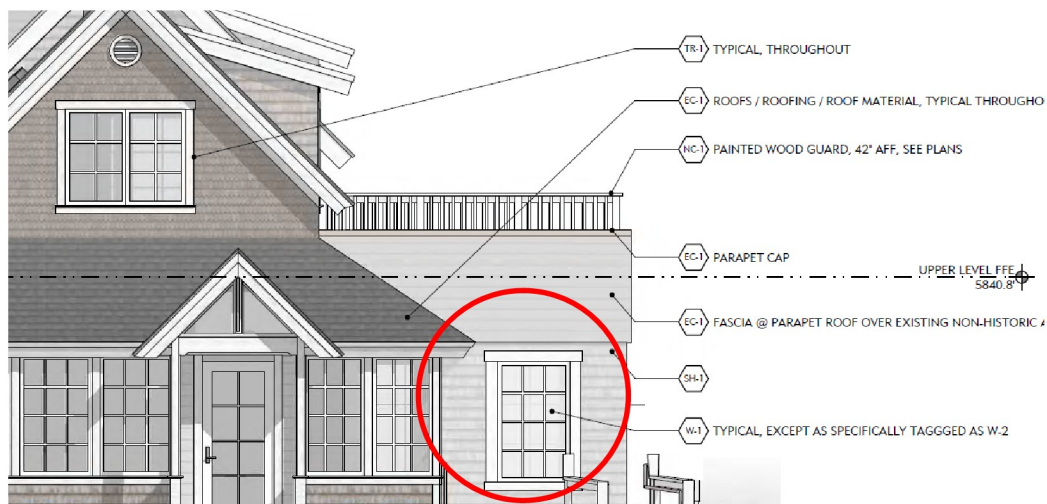 TR-1 TYPICAL, THROUGHOUT
EC-1 ROOFS / ROOFING / ROOF MATERIAL, TYPICAL THROUGHO
NC-1 PAINTED WOOD GUARD, 42" AFF, SEE PLANS
EC-1 PARAPET CAP
UPPER LEVEL FFE
5840.8'
EC-1 FASCIA @ PARAPET ROOF OVER EXISTING NON-HISTORIC
SH-1
W-1 TYPICAL, EXCEPT AS SPECIFICALLY TAGGGED AS W-2